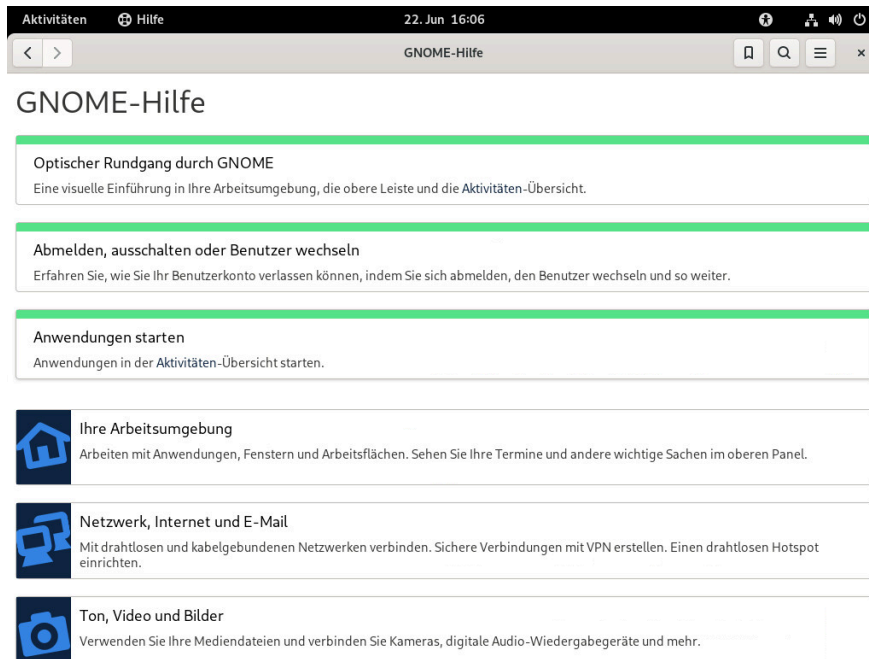 Aktivitäten Hilfe 22. Jun 16:06
GNOME-Hilfe
GNOME-Hilfe
Optischer Rundgang durch GNOME
Eine visuelle Einführung in Ihre Arbeitsumgebung, die obere Leiste und die Aktivitäten-Übersicht.
Abmelden, ausschalten oder Benutzer wechseln
Erfahren Sie, wie Sie Ihr Benutzerkonto verlassen können, indem Sie sich abmelden, den Benutzer wechseln und so weiter.
Anwendungen starten
Anwendungen in der Aktivitäten-Übersicht starten.
Ihre Arbeitsumgebung
Arbeiten mit Anwendungen, Fenstern und Arbeitsflächen. Sehen Sie Ihre Termine und andere wichtige Sachen im oberen Panel.
Netzwerk, Internet und E-Mail
Mit drahtlosen und kabelgebundenen Netzwerken verbinden. Sichere Verbindungen mit VPN erstellen. Einen drahtlosen Hotspot
einrichten.
Ton, Video und Bilder
Verwenden Sie Ihre Mediendateien und verbinden Sie Kameras, digitale Audio-Wiedergabegeräte und mehr.